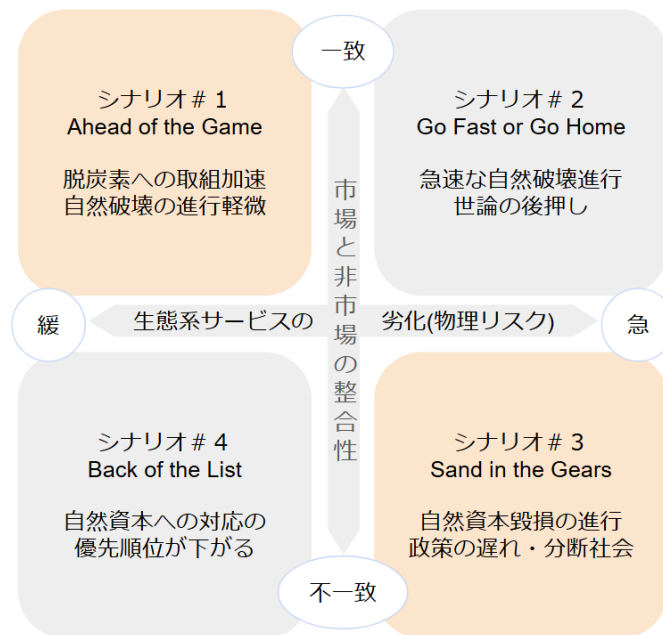 一致
シナリオ＃1
Ahead of the Game
脱炭素への取組加速
自然破壊の進行軽微
シナリオ＃2
Go Fast or Go Home
急速な自然破壊進行
世論の後押し
市場と非市場の整合性
緩
生態系サービスの
劣化(物理リスク)
急
シナリオ＃4
Back of the List
自然資本への対応の
優先順位が下がる
シナリオ＃3
Sand in the Gears
自然資本毀損の進行
政策の遅れ・分断社会
不一致